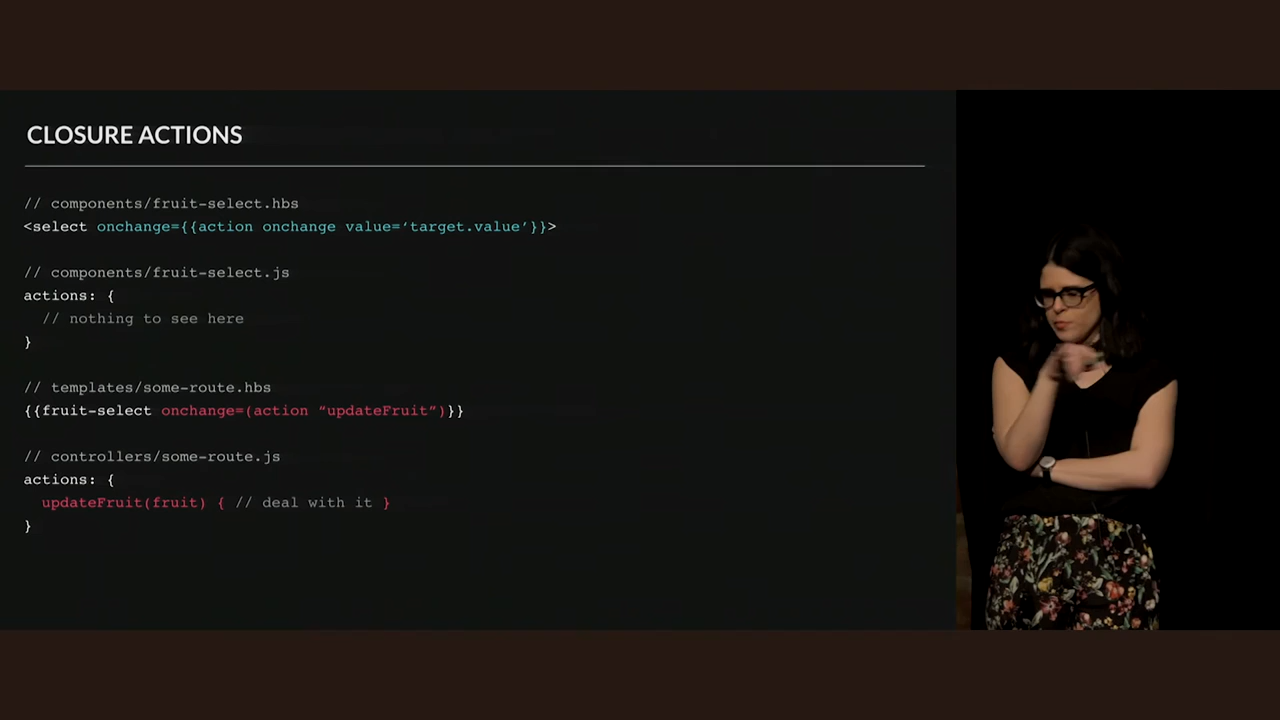 CLOSURE ACTIONS
// components/fruit-select.hbs
<select onchange={{action onchange value=‘target.value’}}>
// components/fruit-select.js
actions: {
// nothing to see here
}
// templates/some-route.hbs
{{fruit-select onchange=(action “updateFruit”)}}
// controllers/some-route.js
actions: {
updateFruit(fruit) { // deal with it }
}